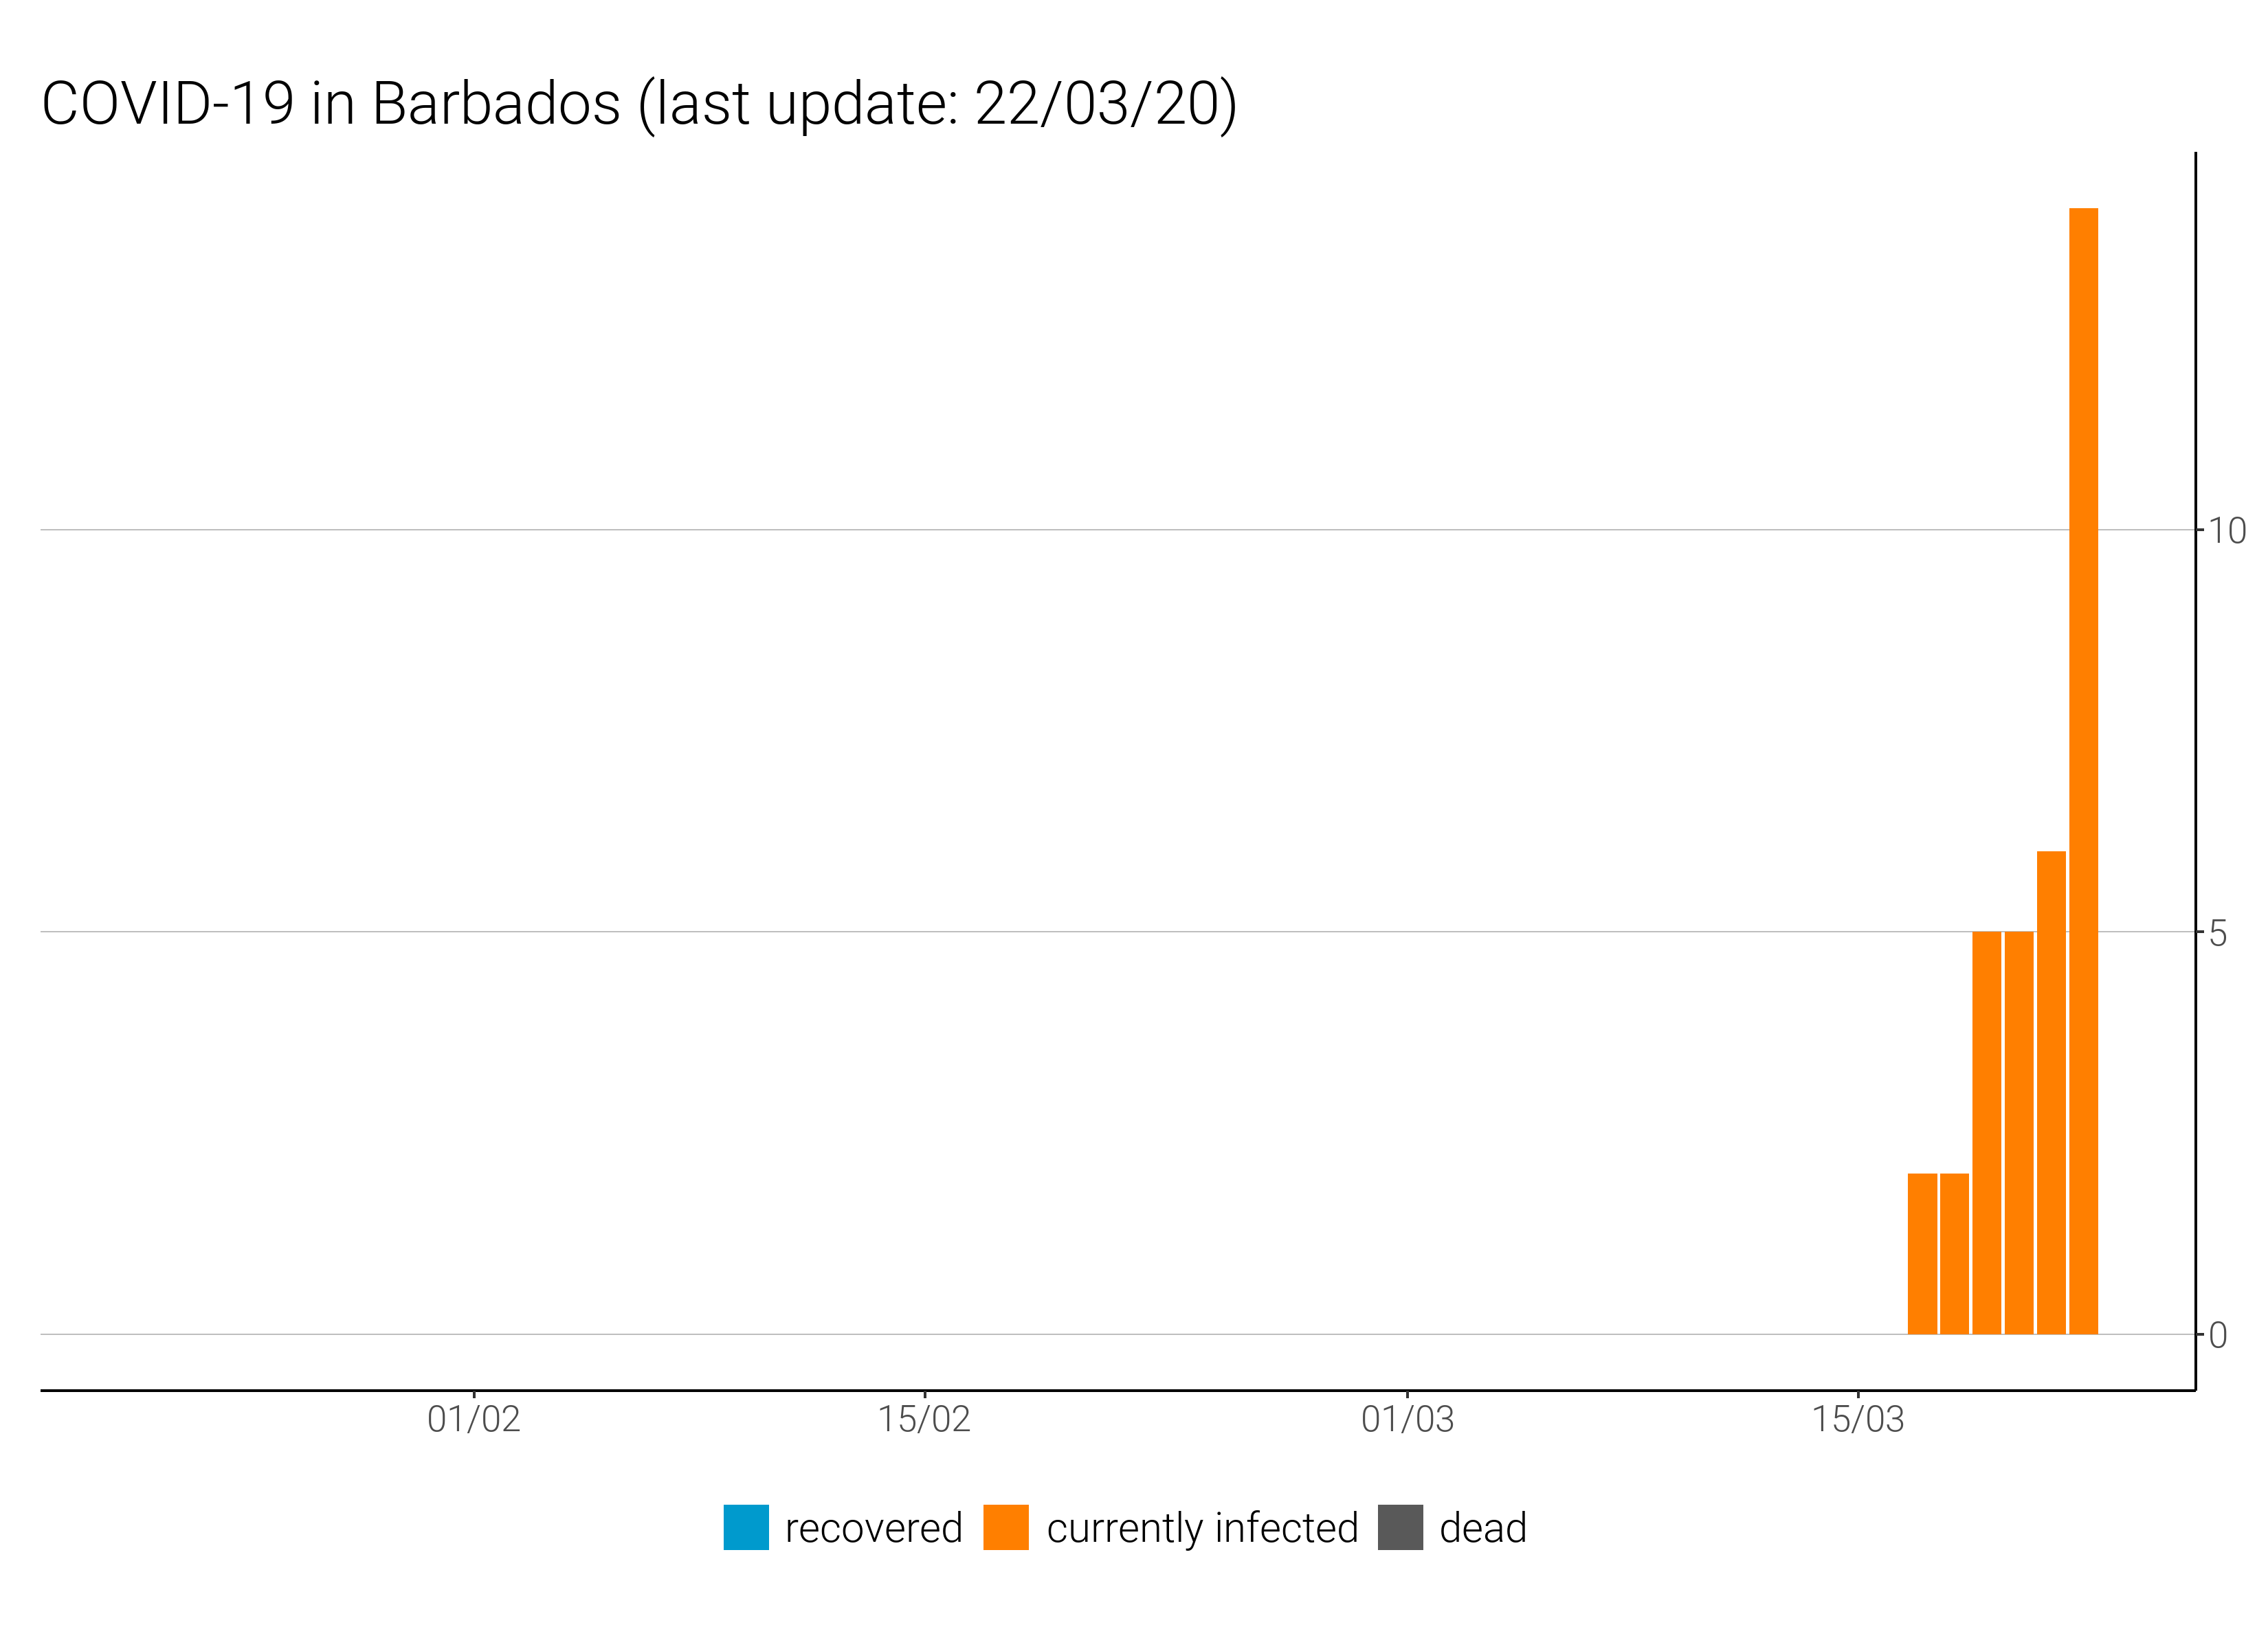 COVID-19 in Barbados (last update: 22/03/20)
10
5
0
01/02 15/02 01/03 15/03
recovered currently infected dead